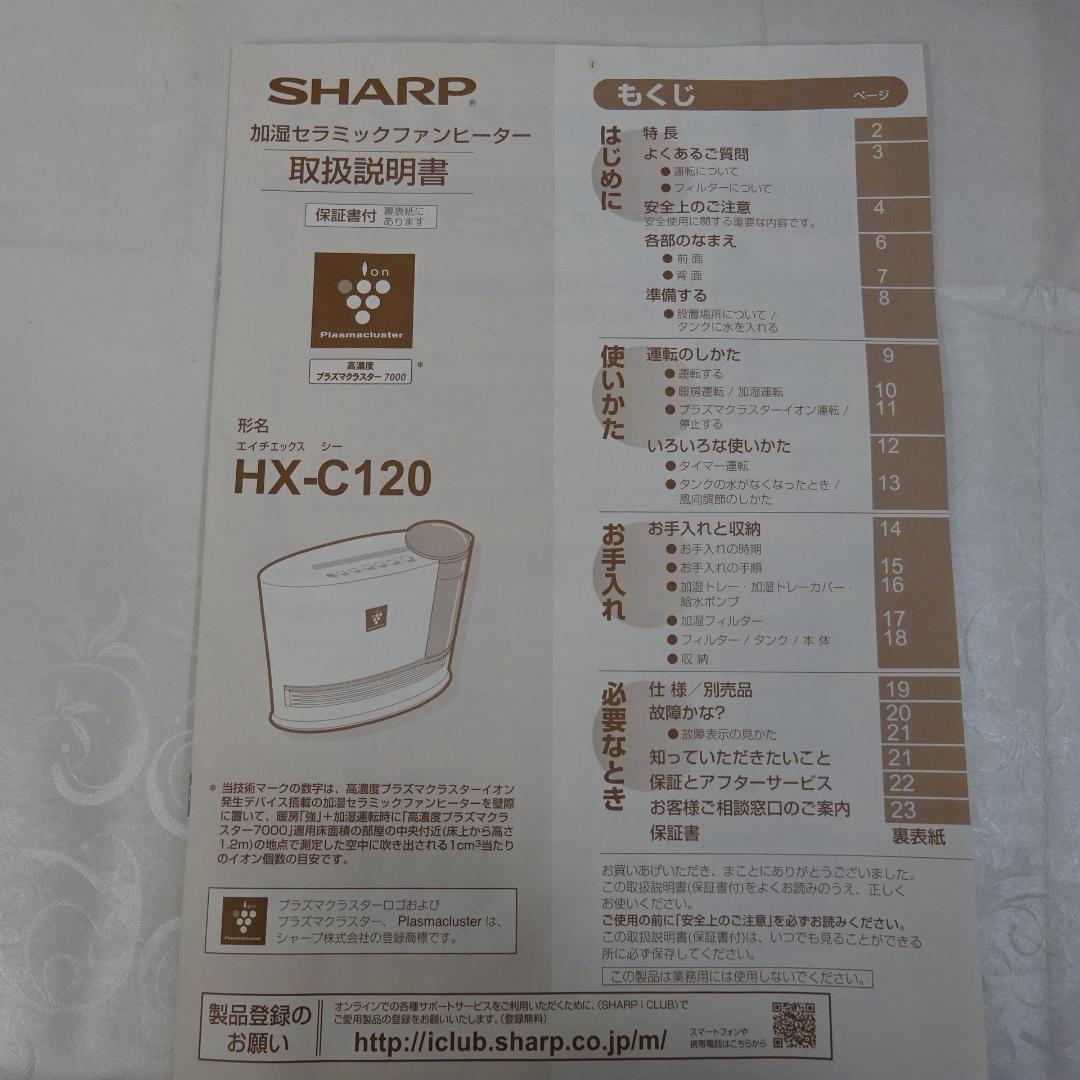 SHARP®
加湿セラミックファンヒーター
取扱説明書
保証書付 裏表紙に
あります
Ion
Plasmacluster
高濃度
プラズマクラスター 7000
*
形名
エイチエックス シー
HX-C120
* 当技術マークの数字は、高濃度プラズマクラスターイオン
発生デバイス搭載の加湿セラミックファンヒーターを壁際
に置いて、暖房「強」+加湿運転時に「高濃度プラズマクラ
スター7000」適用床面積の部屋の中央付近(床上から高さ
1.2m)の地点で測定した空中に吹き出される1cm³当たり
のイオン個数の目安です。
Ion
Plasmacluster
プラズマクラスターロゴおよび
プラズマクラスター、Plasmaclusterは、
シャープ株式会社の登録商標です。
もくじ ページ
はじめに
特長 2
よくあるご質問 3
●運転について
●フィルターについて
安全上のご注意 4
安全使用に関する重要な内容です。
各部のなまえ 6
●前面
●背面 7
準備する 8
●設置場所について /
タンクに水を入れる
使いかた
運転のしかた 9
●運転する
●暖房運転 / 加湿運転 10
●プラズマクラスターイオン運転 / 11
停止する
いろいろな使いかた 12
●タイマー運転
●タンクの水がなくなったとき / 13
風向調節のしかた
お手入れ
お手入れと収納 14
●お手入れの時期
●お手入れの手順 15
●加湿トレー・加湿トレーカバー・ 16
給水ポンプ
●加湿フィルター 17
●フィルター / タンク / 本体 18
●収納
必要なとき
仕様／別売品 19
故障かな? 20
●故障表示の見かた 21
知っていただきたいこと 21
保証とアフターサービス 22
お客様ご相談窓口のご案内 23
保証書 裏表紙
お買いあげいただき、まことにありがとうございました。
この取扱説明書(保証書付)をよくお読みのうえ、正しく
お使いください。
ご使用の前に「安全上のご注意」を必ずお読みください。
この取扱説明書(保証書付)は、いつでも見ることができる
所に必ず保存してください。
この製品は業務用には使用しないでください。
製品登録の
お願い
オンラインでの各種サポートサービスをご利用いただくために、〈SHARP i CLUB〉で
ご愛用製品の登録をお願いいたします。(登録無料)
http://iclub.sharp.co.jp/m/
スマートフォンや
携帯電話はこちらから